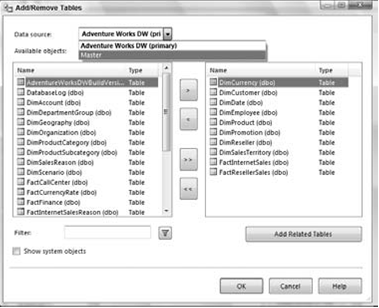 Add/Remove Tables
Data source: Adventure Works DW (pri
Adventure Works DW (primary)
Master
Available objects:
Name Type
AdventureWorksDWBuildVersi... Table
DatabaseLog (dbo) Table
DimAccount (dbo) Table
DimDepartmentGroup (dbo) Table
DimGeography (dbo) Table
DimOrganization (dbo) Table
DimProductCategory (dbo) Table
DimProductSubcategory (dbo) Table
DimSalesReason (dbo) Table
DimScenario (dbo) Table
FactCallCenter (dbo) Table
FactCurrencyRate (dbo) Table
FactFinance (dbo) Table
FactInternetSalesReason (dbo) Table
>
<
>>
<<
Name Type
DimCurrency (dbo) Table
DimCustomer (dbo) Table
DimDate (dbo) Table
DimEmployee (dbo) Table
DimProduct (dbo) Table
DimPromotion (dbo) Table
DimReseller (dbo) Table
DimSalesTerritory (dbo) Table
FactInternetSales (dbo) Table
FactResellerSales (dbo) Table
Filter:
Add Related Tables
Show system objects
OK Cancel Help